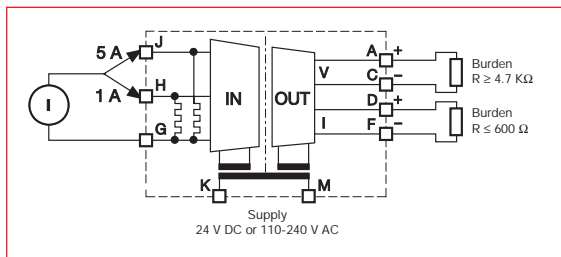 J
5 A
H
1 A
I
G
IN
OUT
A +
V
C −
D +
I
F −
Burden
R ≥ 4.7 KΩ
Burden
R ≤ 600 Ω
K
M
Supply
24 V DC or 110-240 V AC